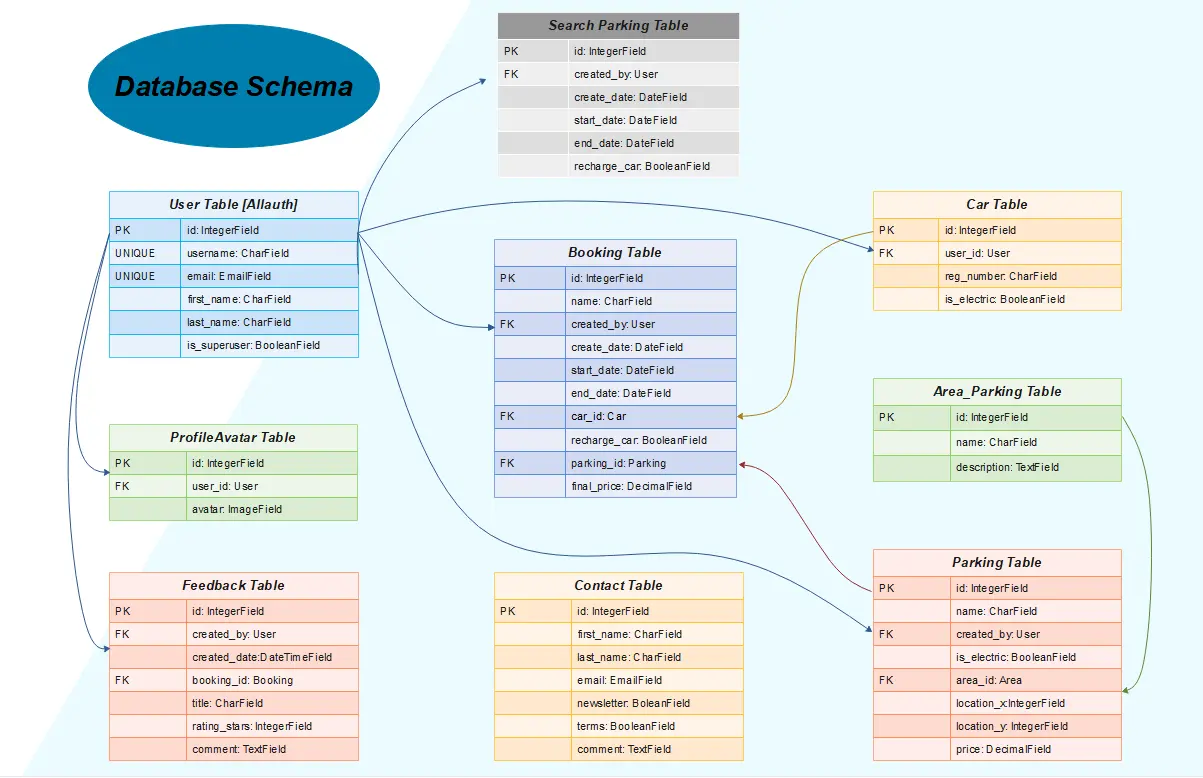 Database Schema
Search Parking Table
PK id: IntegerField
FK created_by: User
create_date: DateField
start_date: DateField
end_date: DateField
recharge_car: BooleanField
User Table [Allauth]
PK id: IntegerField
UNIQUE username: CharField
UNIQUE email: EmailField
first_name: CharField
last_name: CharField
is_superuser: BooleanField
Booking Table
PK id: IntegerField
name: CharField
FK created_by: User
create_date: DateField
start_date: DateField
end_date: DateField
FK car_id: Car
recharge_car: BooleanField
FK parking_id: Parking
final_price: DecimalField
Car Table
PK id: IntegerField
FK user_id: User
reg_number: CharField
is_electric: BooleanField
Area_Parking Table
PK id: IntegerField
name: CharField
description: TextField
ProfileAvatar Table
PK id: IntegerField
FK user_id: User
avatar: ImageField
Feedback Table
PK id: IntegerField
FK created_by: User
created_date:DateTimeField
FK booking_id: Booking
title: CharField
rating_stars: IntegerField
comment: TextField
Contact Table
PK id: IntegerField
first_name: CharField
last_name: CharField
email: EmailField
newsletter: BoleanField
terms: BooleanField
comment: TextField
Parking Table
PK id: IntegerField
name: CharField
FK created_by: User
is_electric: BooleanField
FK area_id: Area
location_x:IntegerField
location_y: IntegerField
price: DecimalField